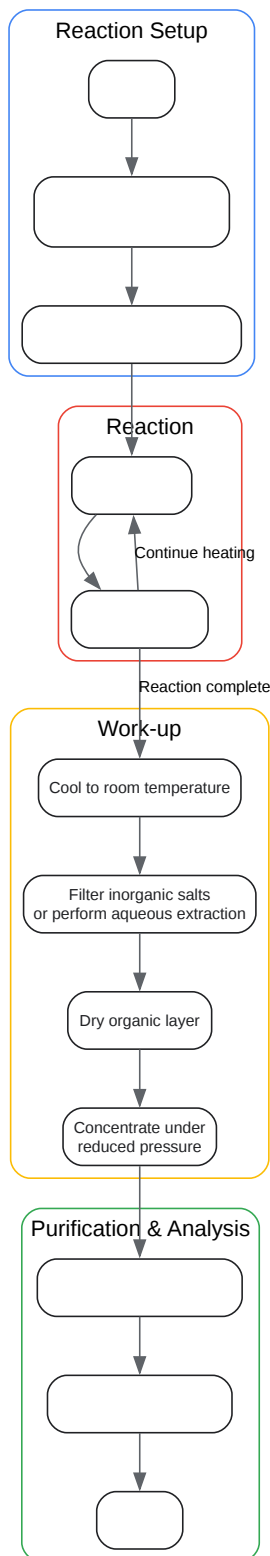 Reaction Setup
Reaction
Continue heating
Reaction complete
Work-up
Cool to room temperature
Filter inorganic salts
or perform aqueous extraction
Dry organic layer
Concentrate under
reduced pressure
Purification & Analysis